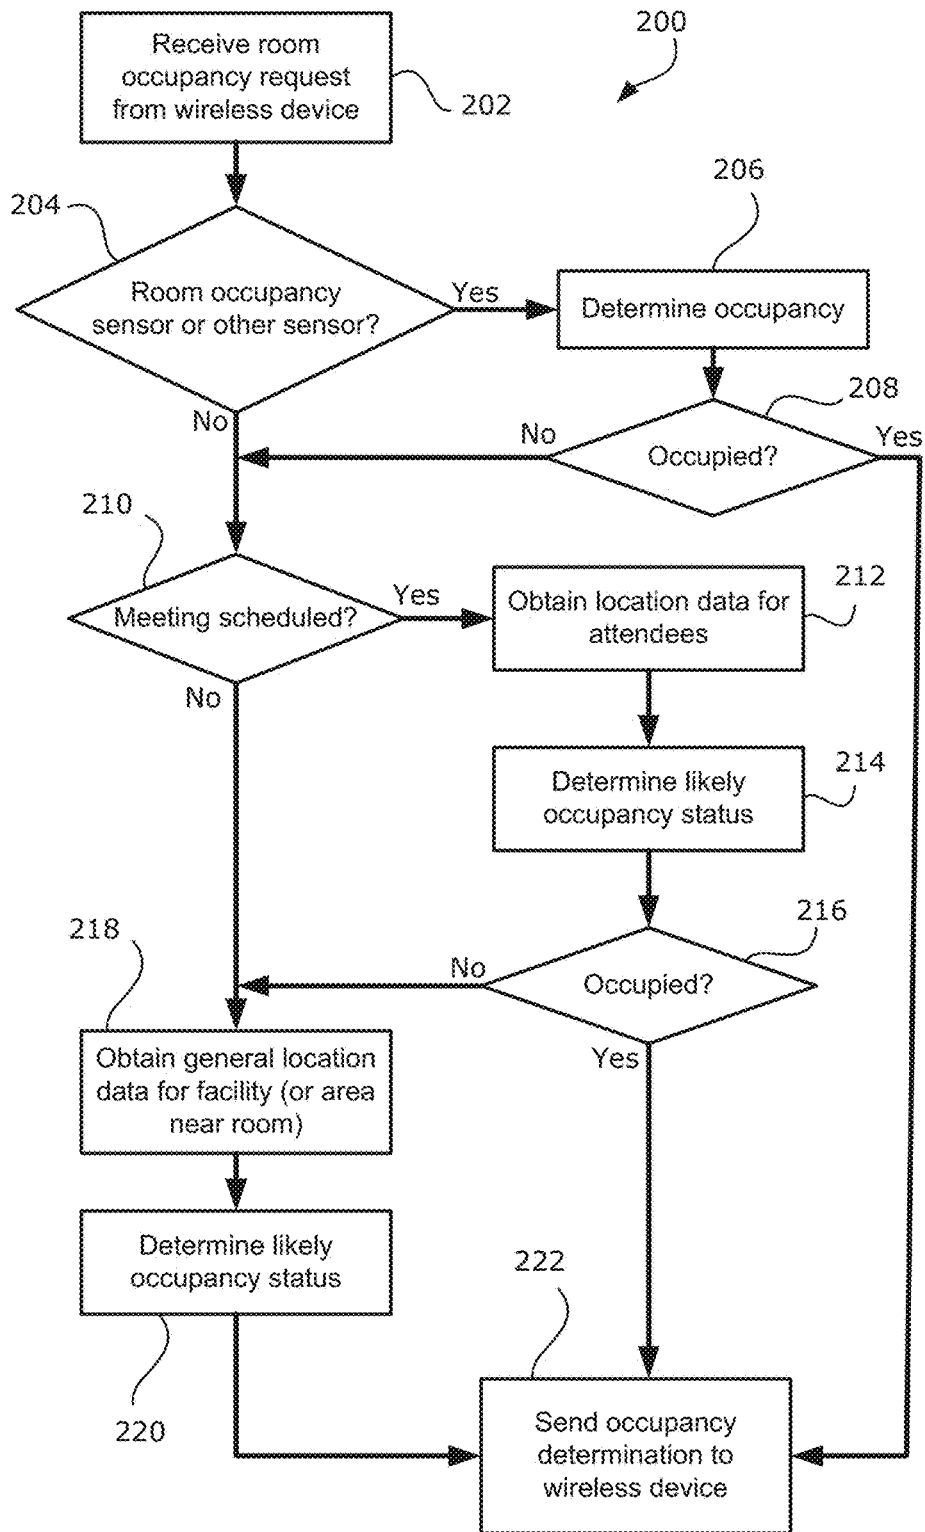 200
Receive room
occupancy request
from wireless device
202
204
206
Room occupancy
sensor or other sensor?
Yes
Determine occupancy
No
208
No
Occupied?
Yes
210
Meeting scheduled?
Yes
Obtain location data for
attendees
212
No
Determine likely
occupancy status
214
216
218
No
Occupied?
Yes
Obtain general location
data for facility (or area
near room)
Determine likely
occupancy status
220
222
Send occupancy
determination to
wireless device